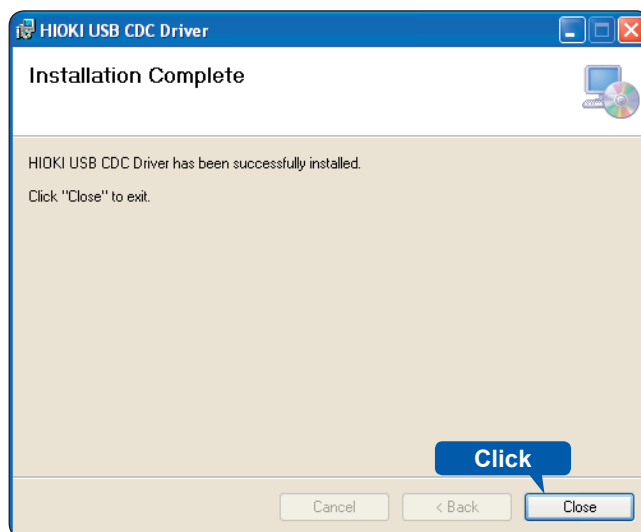 HIOKI USB CDC Driver
Installation Complete
HIOKI USB CDC Driver has been successfully installed.
Click "Close" to exit.
Click
Cancel
< Back
Close